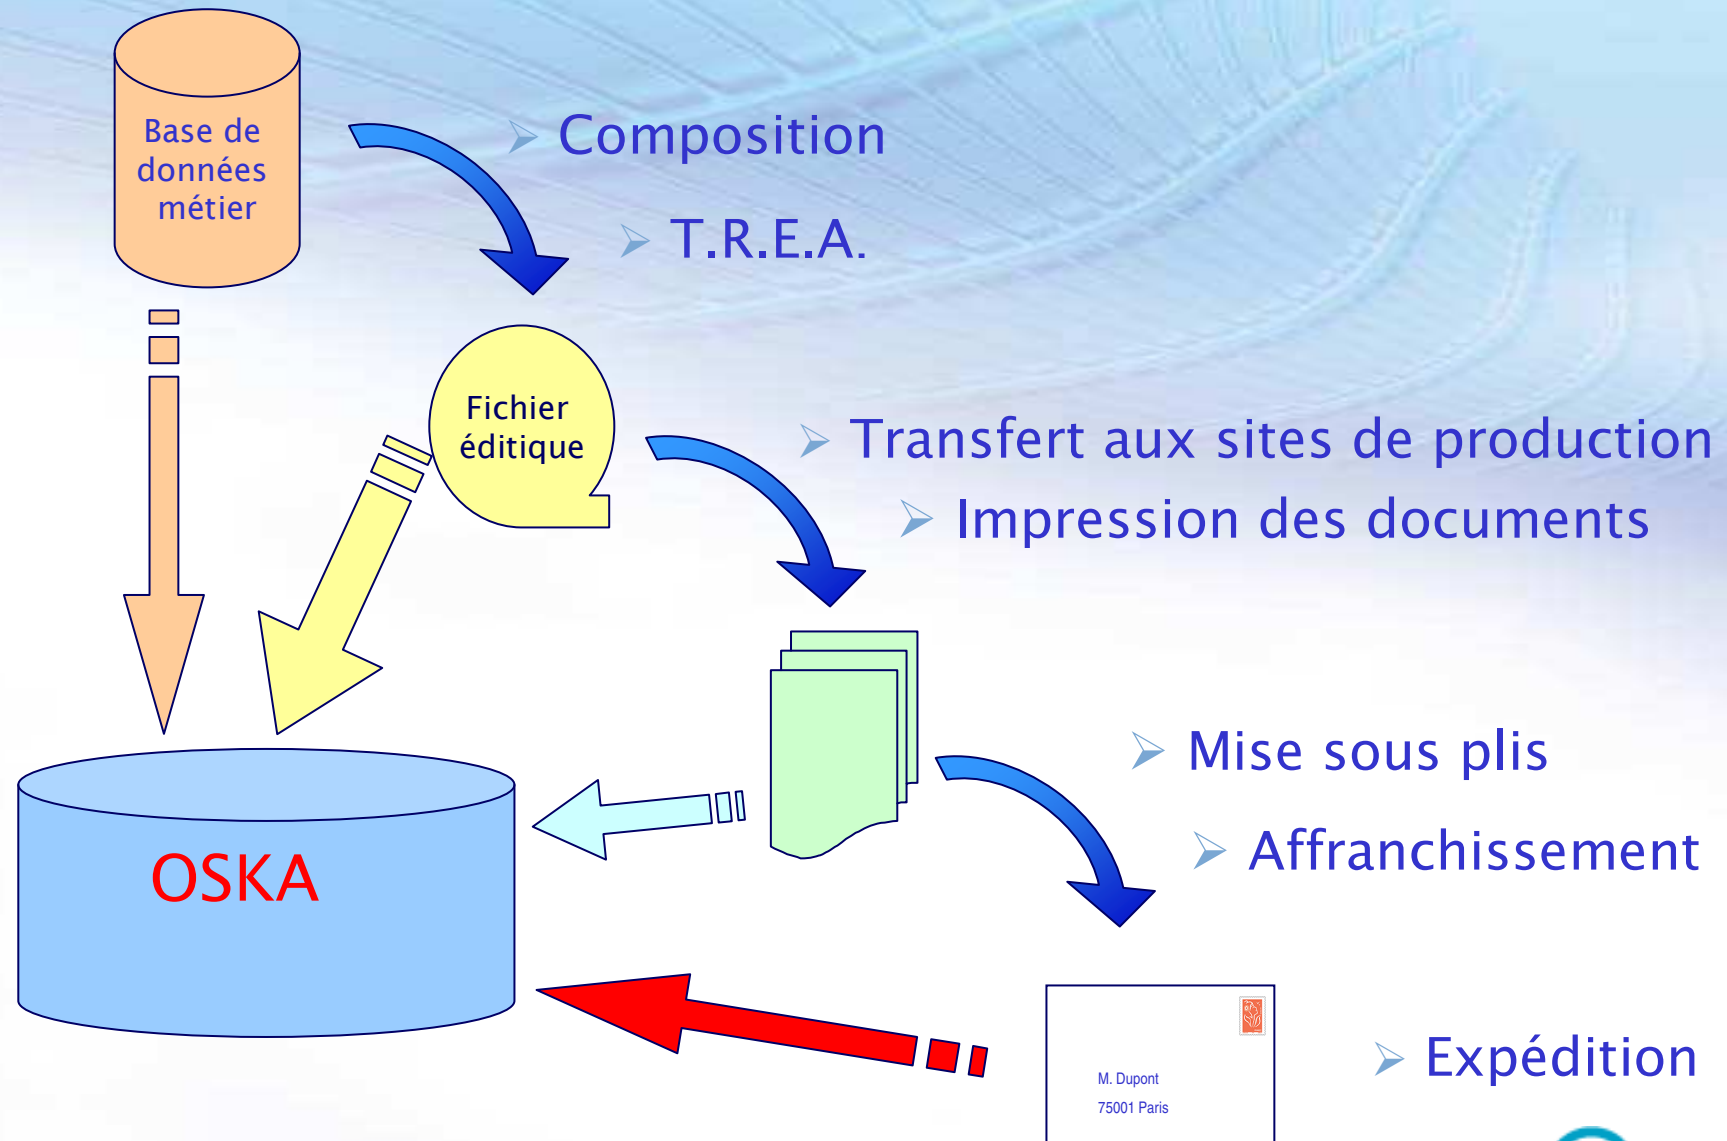 Base de
données
métier
Composition
T.R.E.A.
Fichier
éditique
Transfert aux sites de production
Impression des documents
Mise sous plis
Affranchissement
OSKA
M. Dupont
75001 Paris
Expédition